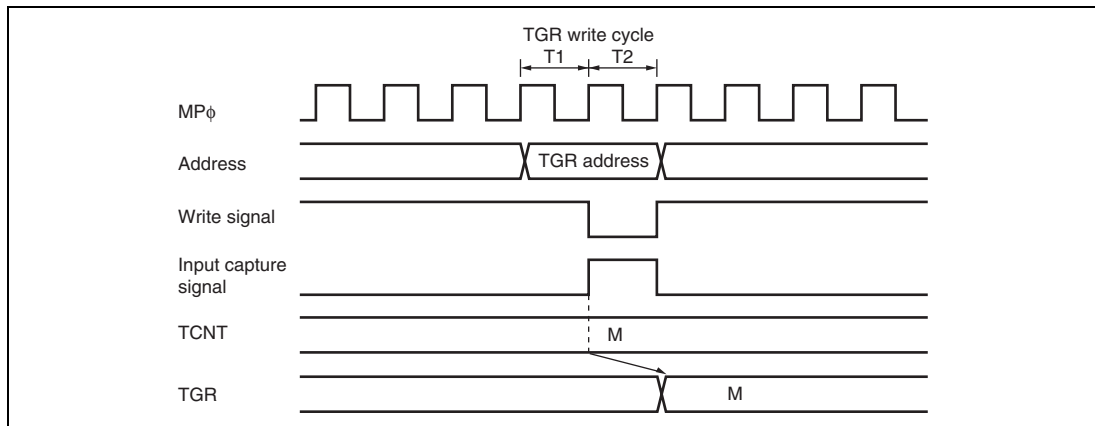 TGR write cycle
T1 T2
MPϕ
Address
TGR address
Write signal
Input capture
signal
TCNT
M
TGR
M